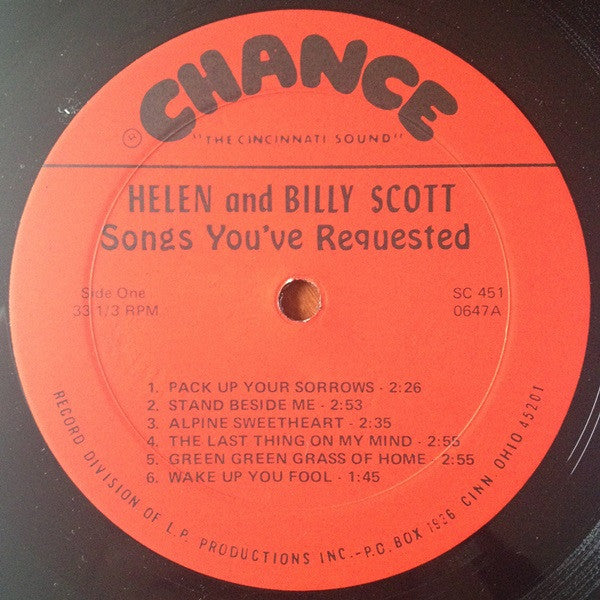 CHANCE
"THE CINCINNATI SOUND"
HELEN and BILLY SCOTT
Songs You've Requested
Side One
33 1/3 RPM
SC 451
0647A
1. PACK UP YOUR SORROWS - 2:26
2. STAND BESIDE ME - 2:53
3. ALPINE SWEETHEART - 2:35
4. THE LAST THING ON MY MIND - 2:55
5. GREEN GREEN GRASS OF HOME - 2:55
6. WAKE UP YOU FOOL - 1:45
RECORD DIVISION OF L.P. PRODUCTIONS INC.-P.O. BOX 1926 CINN OHIO 45201